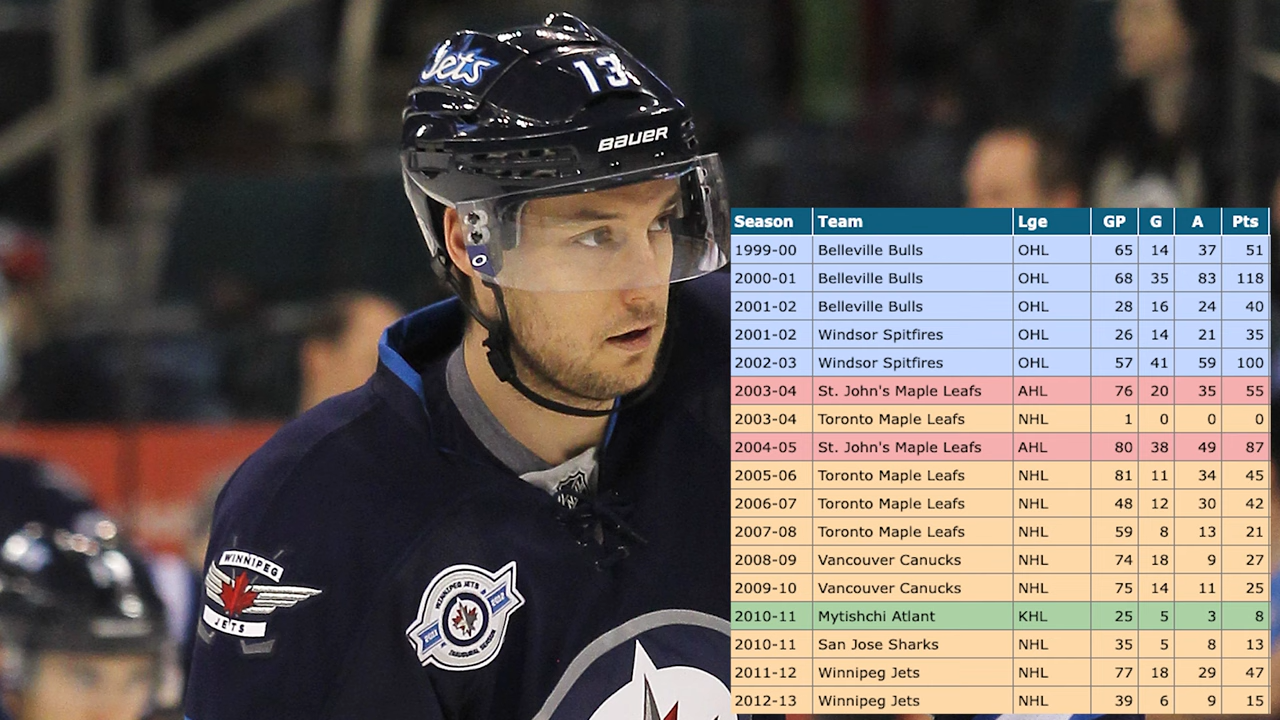 Jets
13
BAUER
WINNIPEG
JETS
WINNIPEG JETS
2011
2012
INAUGURAL SEASON
Season Team Lge GP G A Pts
1999-00 Belleville Bulls OHL 65 14 37 51
2000-01 Belleville Bulls OHL 68 35 83 118
2001-02 Belleville Bulls OHL 28 16 24 40
2001-02 Windsor Spitfires OHL 26 14 21 35
2002-03 Windsor Spitfires OHL 57 41 59 100
2003-04 St. John's Maple Leafs AHL 76 20 35 55
2003-04 Toronto Maple Leafs NHL 1 0 0 0
2004-05 St. John's Maple Leafs AHL 80 38 49 87
2005-06 Toronto Maple Leafs NHL 81 11 34 45
2006-07 Toronto Maple Leafs NHL 48 12 30 42
2007-08 Toronto Maple Leafs NHL 59 8 13 21
2008-09 Vancouver Canucks NHL 74 18 9 27
2009-10 Vancouver Canucks NHL 75 14 11 25
2010-11 Mytishchi Atlant KHL 25 5 3 8
2010-11 San Jose Sharks NHL 35 5 8 13
2011-12 Winnipeg Jets NHL 77 18 29 47
2012-13 Winnipeg Jets NHL 39 6 9 15